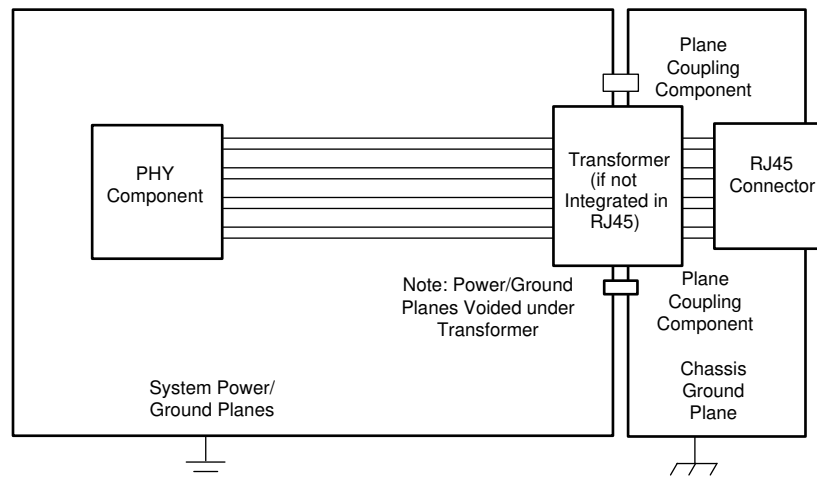 Plane
Coupling
Component
PHY
Component
Transformer
(if not
Integrated in
RJ45)
RJ45
Connector
Note: Power/Ground
Planes Voided under
Transformer
Plane
Coupling
Component
System Power/
Ground Planes
Chassis
Ground
Plane